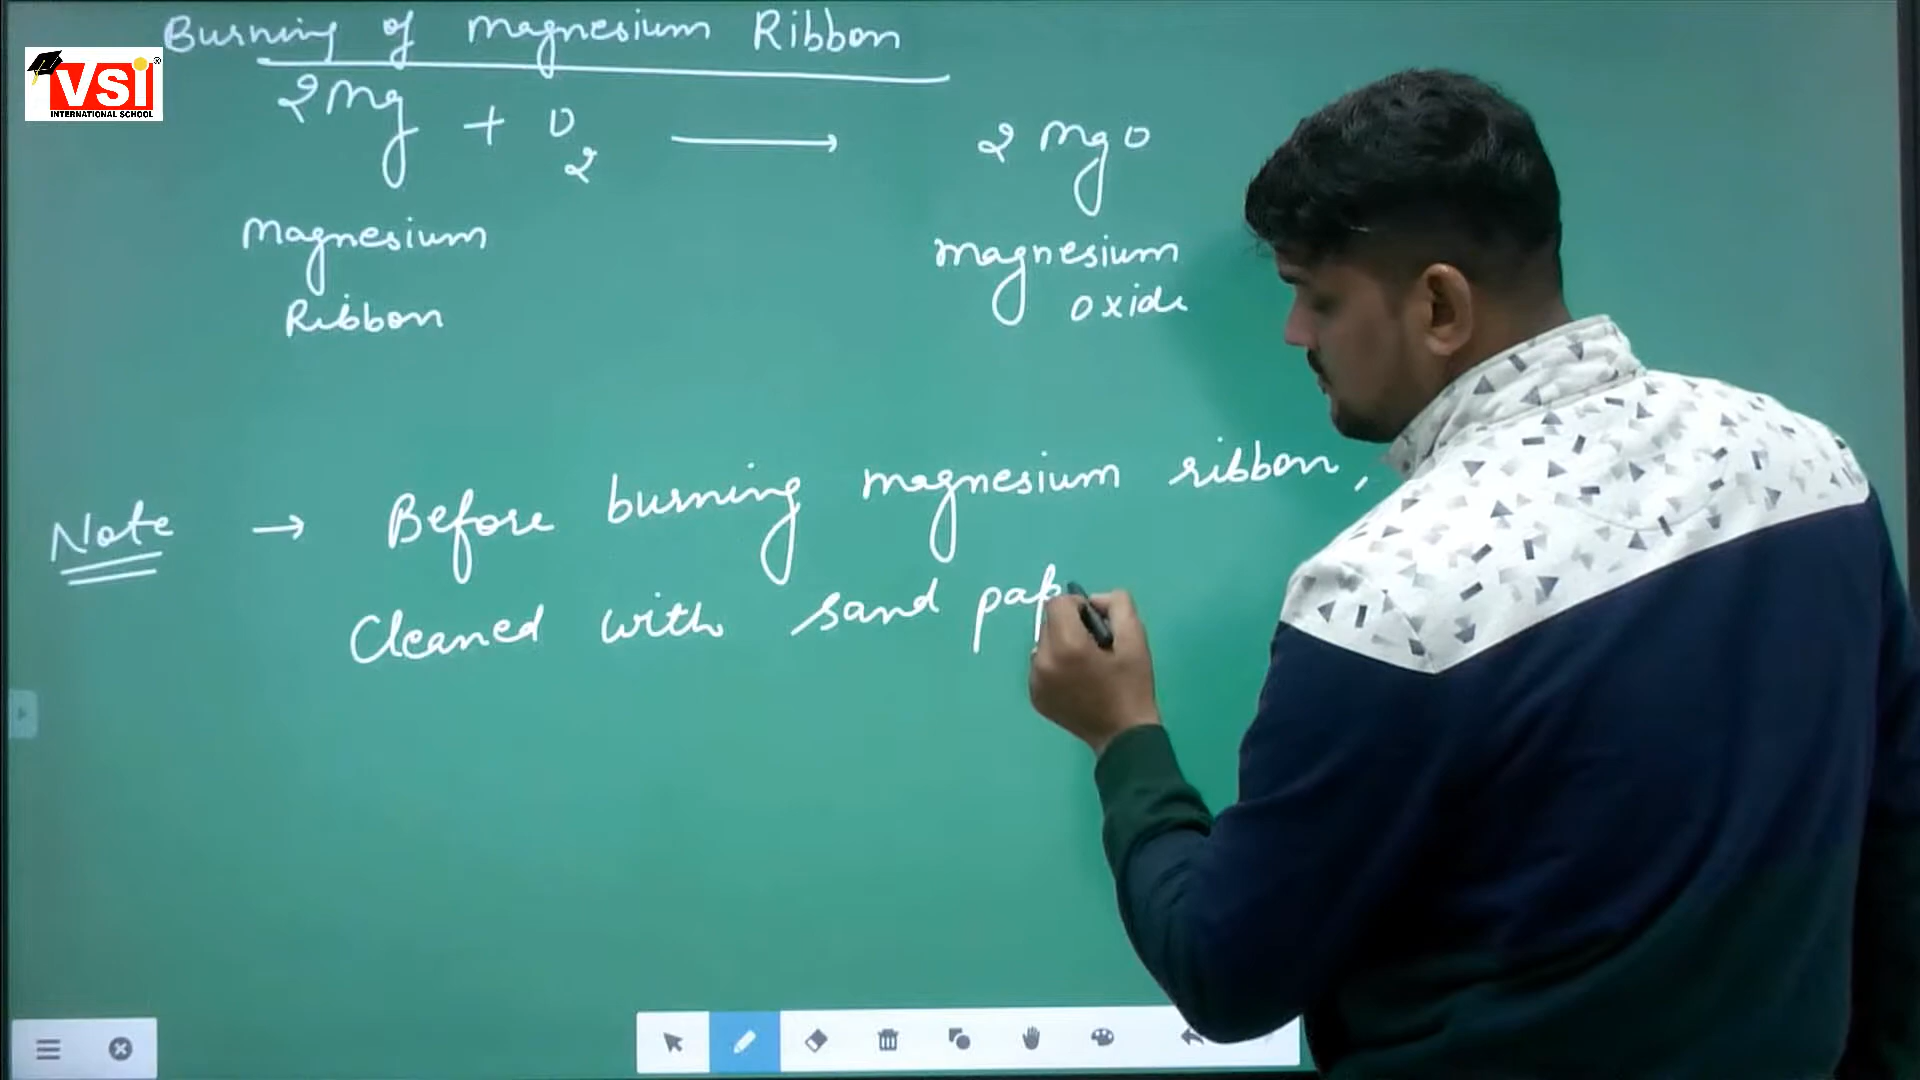 Burning of magnesium Ribbon
VSI
INTERNATIONAL SCHOOL
2Mg + O2 → 2MgO
Magnesium
Ribbon
magnesium
oxide
Note → Before burning magnesium ribbon,
Cleaned with sand pap